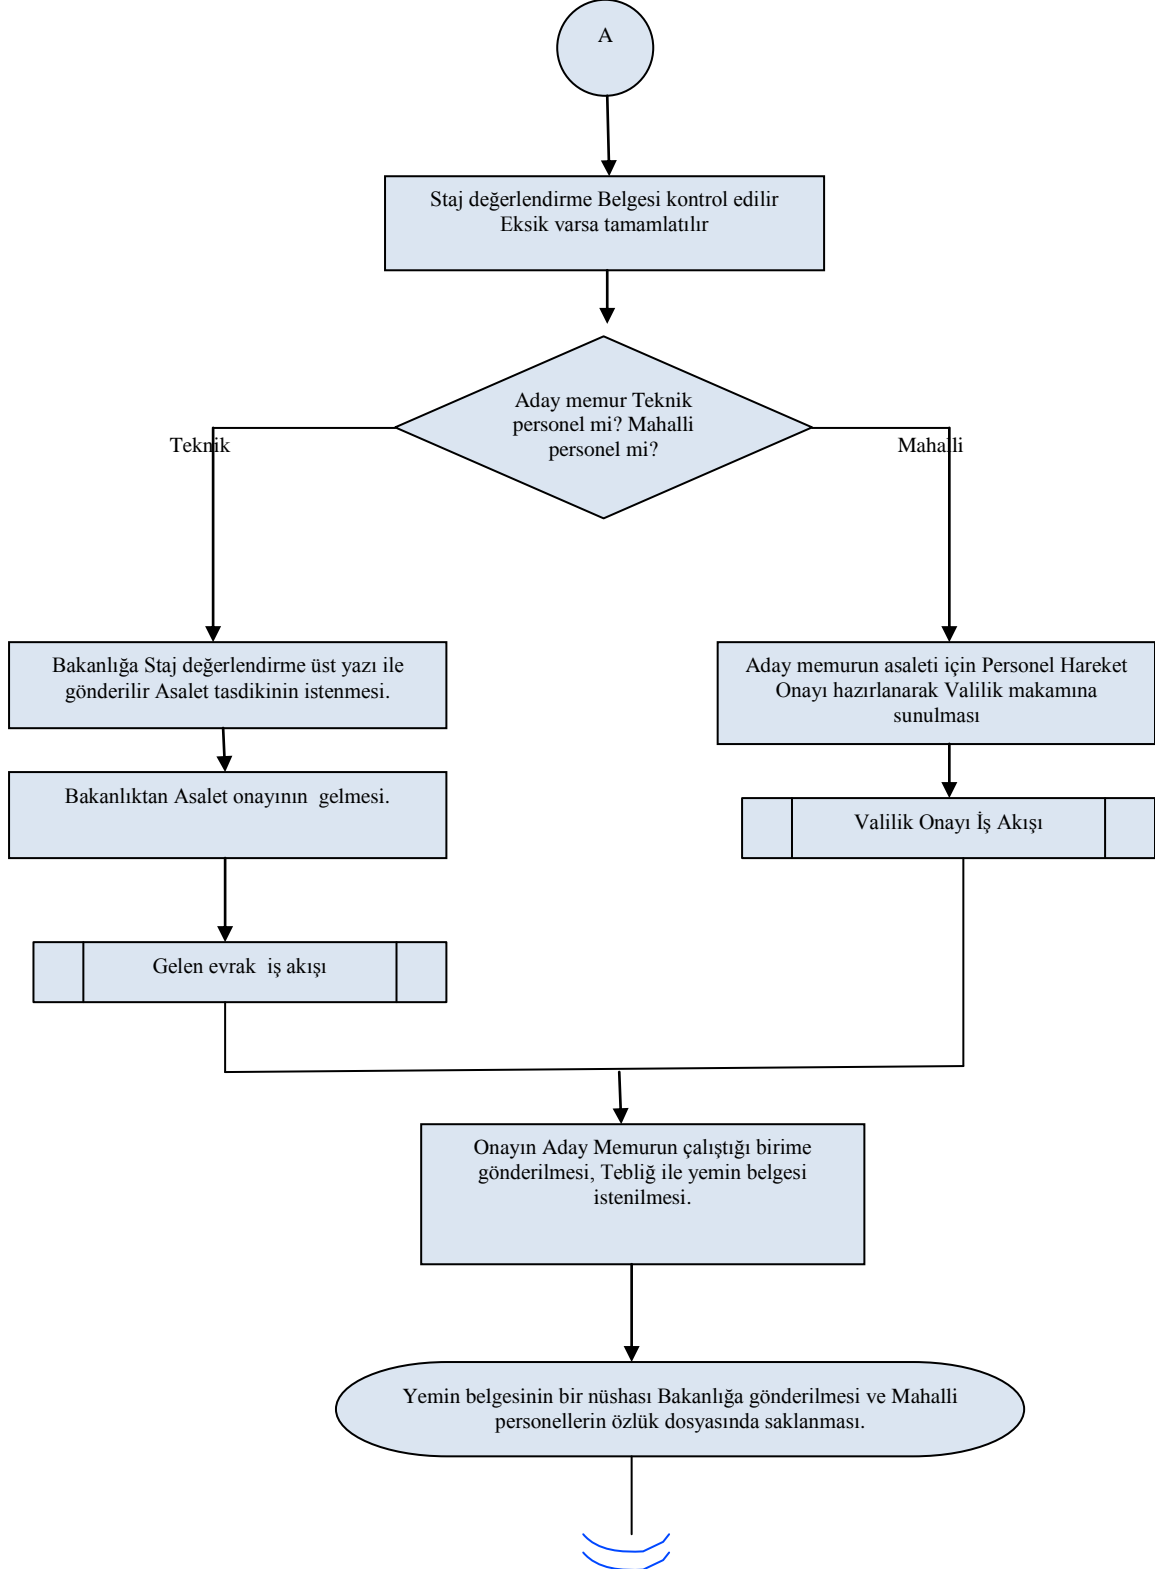 A
Staj değerlendirme Belgesi kontrol edilir
Eksik varsa tamamlatılır
Aday memur Teknik
personel mi? Mahalli
personel mi?
Teknik
Mahalli
Bakanlığa Staj değerlendirme üst yazı ile
gönderilir Asalet tasdikinin istenmesi.
Aday memurun asaleti için Personel Hareket
Onayı hazırlanarak Valilik makamına
sunulması
Bakanlıktan Asalet onayının  gelmesi.
Valilik Onayı İş Akışı
Gelen evrak  iş akışı
Onayın Aday Memurun çalıştığı birime
gönderilmesi, Tebliğ ile yemin belgesi
istenilmesi.
Yemin belgesinin bir nüshası Bakanlığa gönderilmesi ve Mahalli
personellerin özlük dosyasında saklanması.